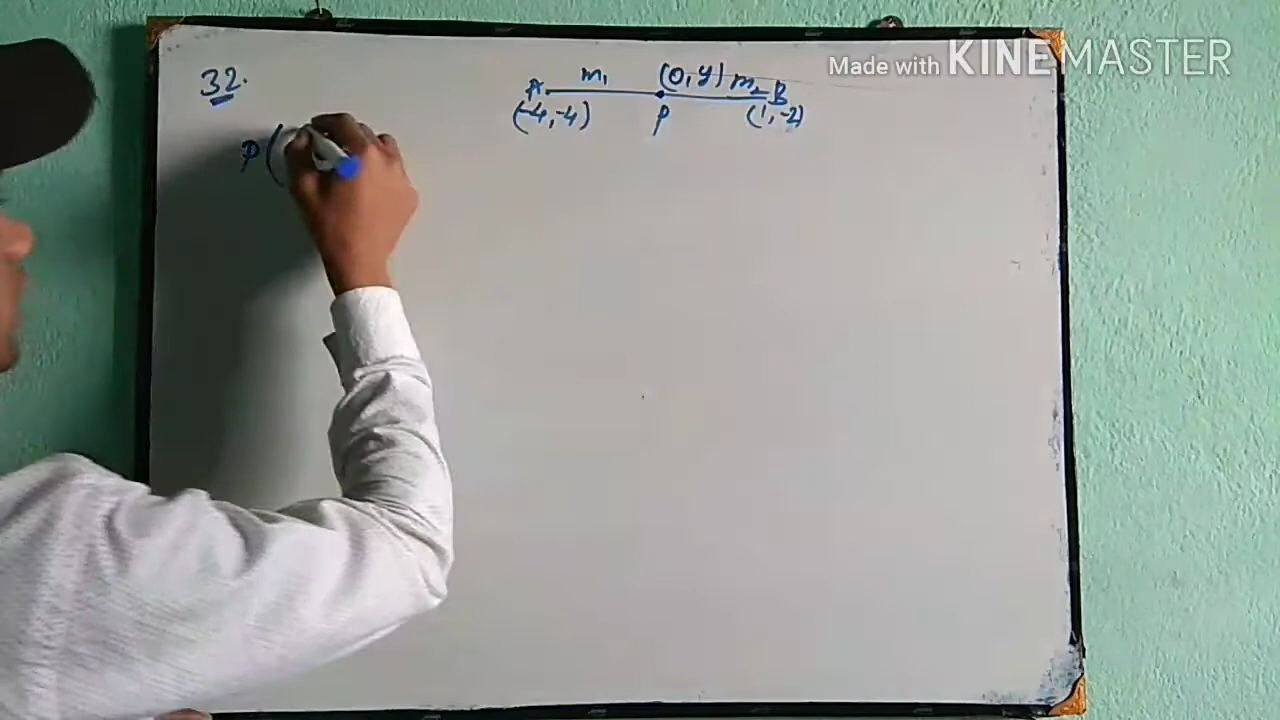 Made with KINEMASTER
32.
m₁ (0, y) m₂
A B
(-4, -4) P (1, -2)
P(